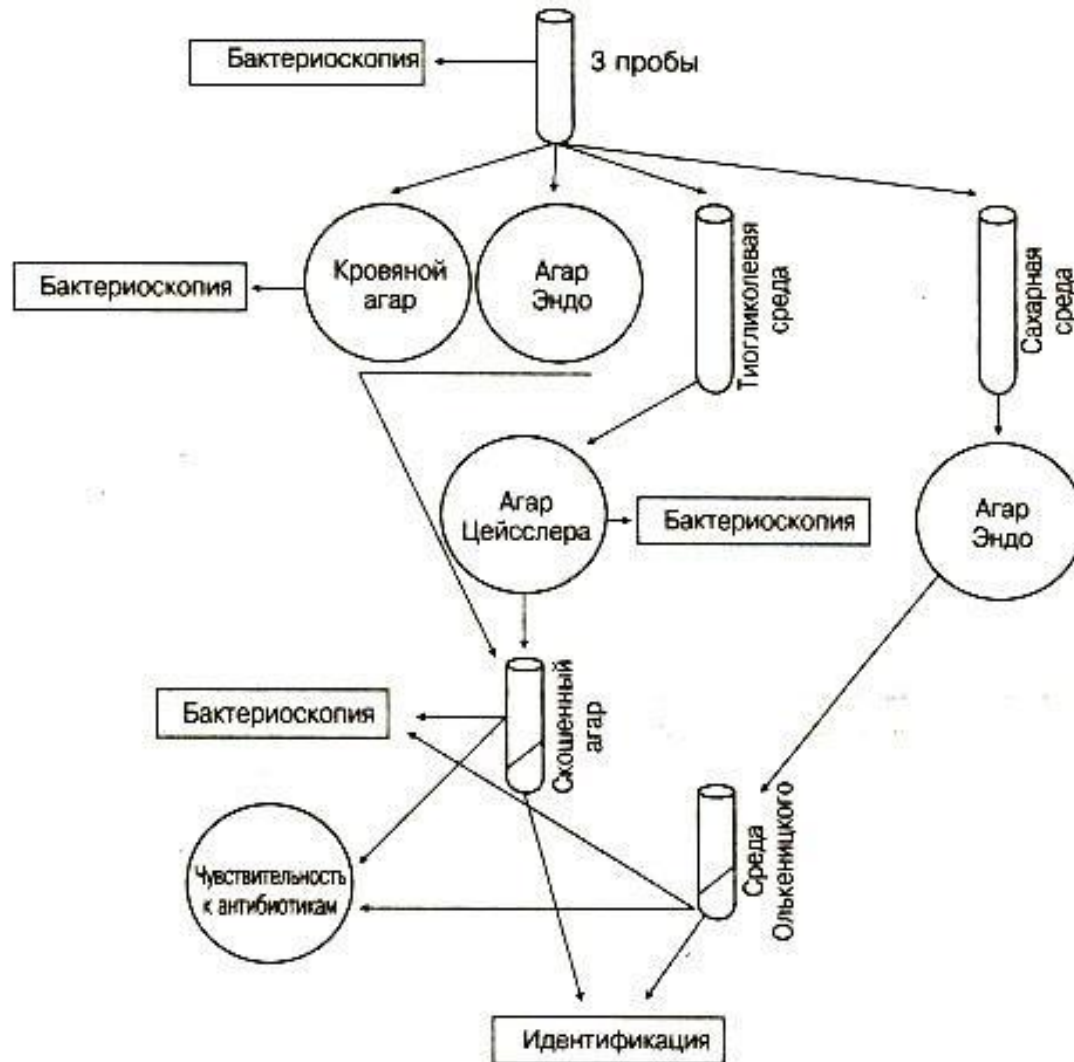 Бактериоскопия
3 пробы
Кровяной
агар
Агар
Эндо
Тиогликолевая
среда
Сахарная
среда
Бактериоскопия
Агар
Цейсслера
Бактериоскопия
Агар
Эндо
Скошенный
агар
Бактериоскопия
Среда
Олькеницкого
Чувствительность
к антибиотикам
Идентификация